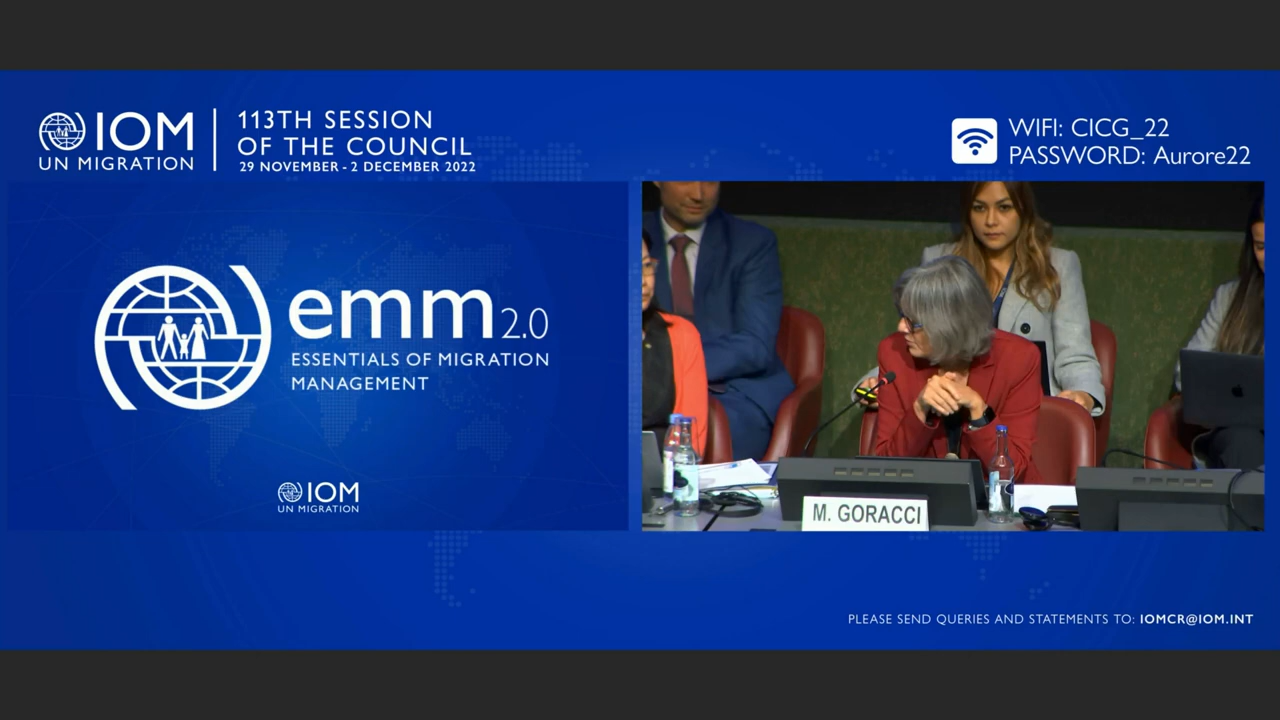 IOM
UN MIGRATION
113TH SESSION
OF THE COUNCIL
29 NOVEMBER - 2 DECEMBER 2022
WIFI: CICG_22
PASSWORD: Aurore22
emm2.0
ESSENTIALS OF MIGRATION
MANAGEMENT
IOM
UN MIGRATION
M. GORACCI
PLEASE SEND QUERIES AND STATEMENTS TO: IOMCR@IOM.INT